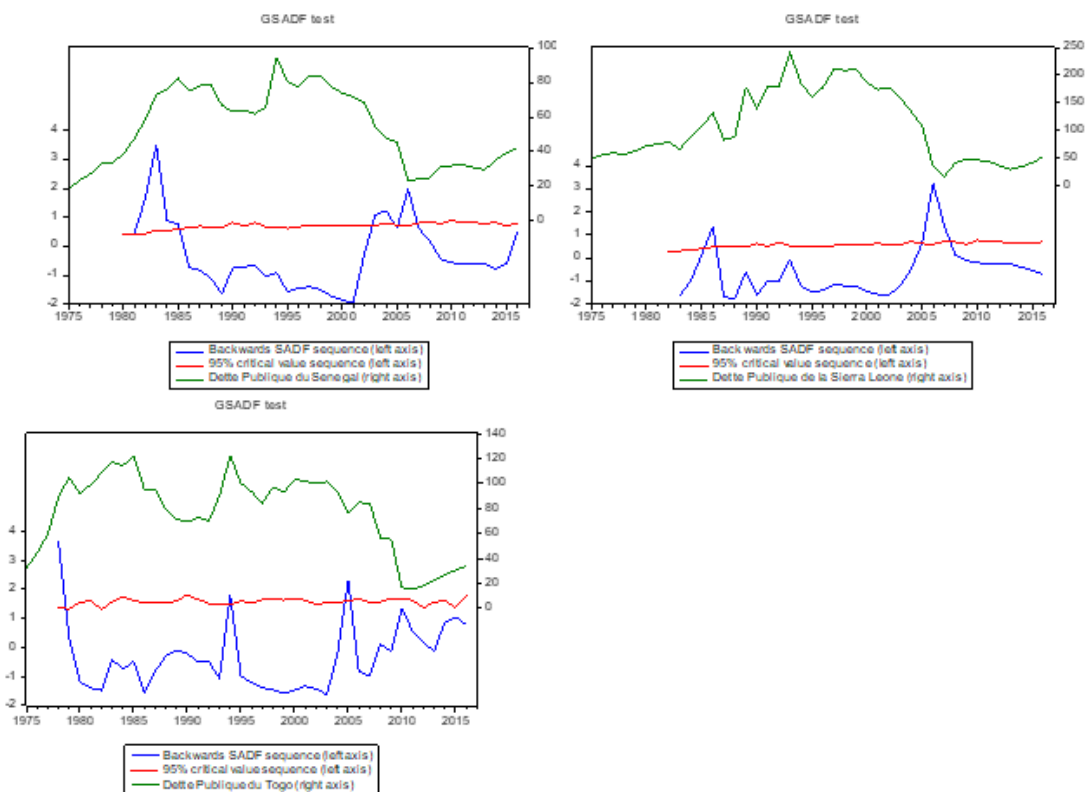 GSADF test
100
80
60
40
20
0
4
3
2
1
0
-1
-2
1975 1980 1985 1990 1995 2000 2005 2010 2015
Backwards SADF sequence (left axis)
95% critical value sequence (left axis)
Dette Publique du Senegal (right axis)
GSADF test
250
200
150
100
50
0
4
3
2
1
0
-1
-2
1975 1980 1985 1990 1995 2000 2005 2010 2015
Backwards SADF sequence (left axis)
95% critical value sequence (left axis)
Dette Publique de la Sierra Leone (right axis)
GSADF test
140
120
100
80
60
40
20
0
4
3
2
1
0
-1
-2
1975 1980 1985 1990 1995 2000 2005 2010 2015
Backwards SADF sequence (left axis)
95% critical value sequence (left axis)
Dette Publique du Togo (right axis)